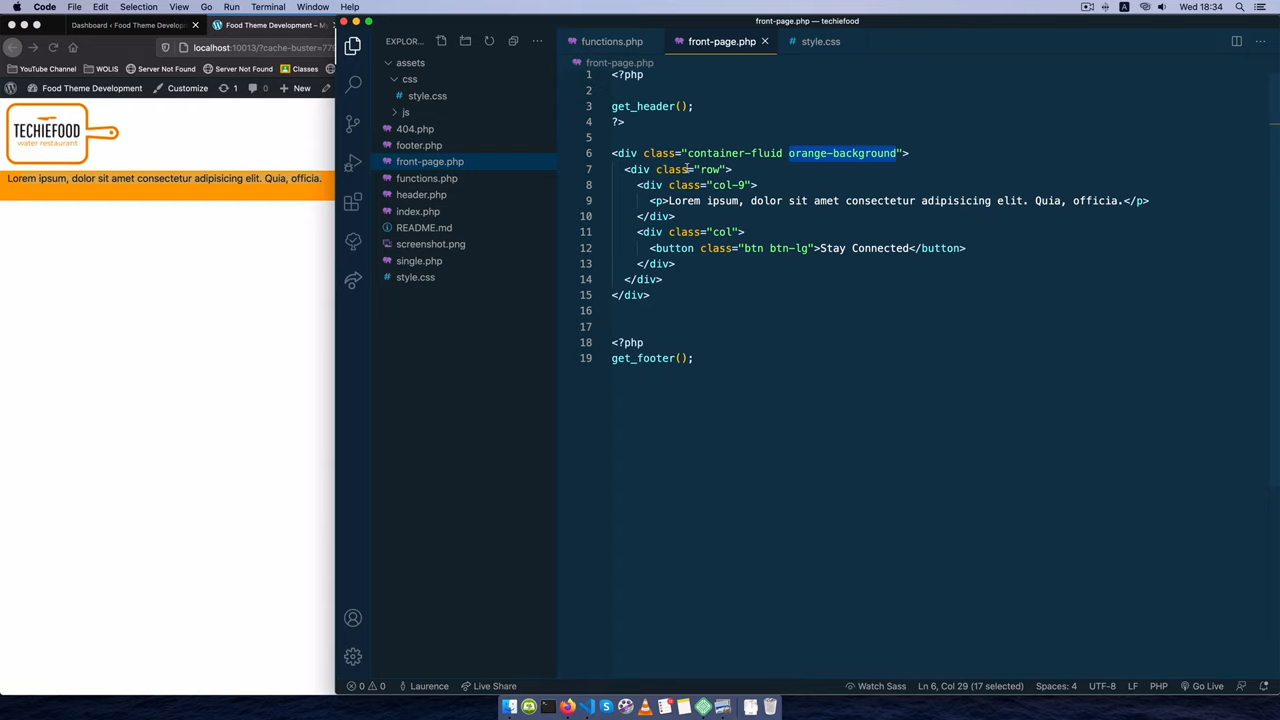 Code File Edit Selection View Go Run Terminal Window Help
Wed 18:34
Dashboard ‹ Food Theme Developm
Food Theme Development – My
localhost:10013/?cache-buster=77
YouTube Channel WOLIS Server Not Found Server Not Found Classes
Food Theme Development Customize 1 0 New
TECHIEFOOD
water restaurant
Lorem ipsum, dolor sit amet consectetur adipisicing elit. Quia, officia.
front-page.php — techiefood
EXPLOR...
assets
css
style.css
js
404.php
footer.php
front-page.php
functions.php
header.php
index.php
README.md
screenshot.png
single.php
style.css
functions.php front-page.php style.css
front-page.php
1 <?php
2
3 get_header();
4 ?>
5
6 <div class="container-fluid orange-background">
7 <div class="row">
8 <div class="col-9">
9 <p>Lorem ipsum, dolor sit amet consectetur adipisicing elit. Quia, officia.</p>
10 </div>
11 <div class="col">
12 <button class="btn btn-lg">Stay Connected</button>
13 </div>
14 </div>
15 </div>
16
17
18 <?php
19 get_footer();
0 0 Laurence Live Share
Watch Sass Ln 6, Col 29 (17 selected) Spaces: 4 UTF-8 LF PHP Go Live